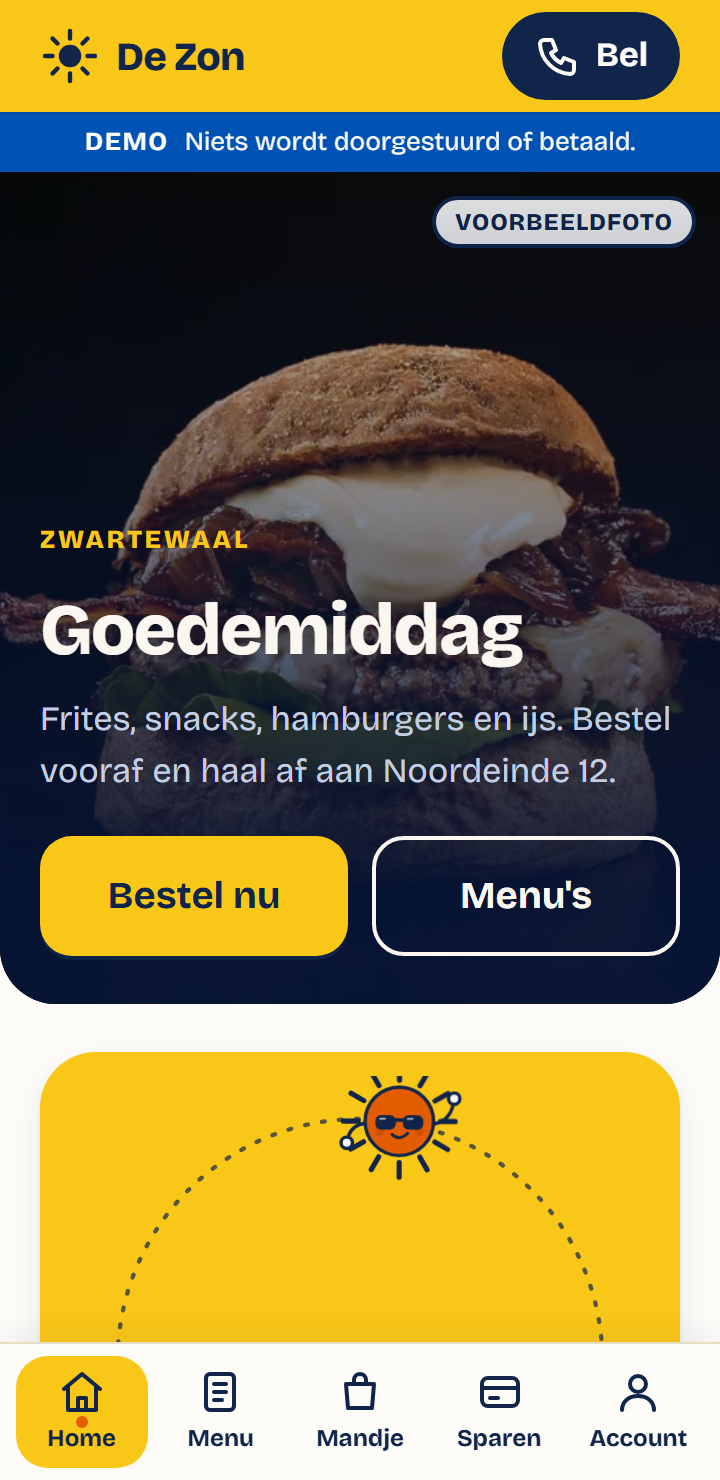 De Zon
Bel
DEMO Niets wordt doorgestuurd of betaald.
VOORBEELDFOTO
ZWARTEWAAL
Goedemiddag
Frites, snacks, hamburgers en ijs. Bestel
vooraf en haal af aan Noordeinde 12.
Bestel nu
Menu's
Home
Menu
Mandje
Sparen
Account